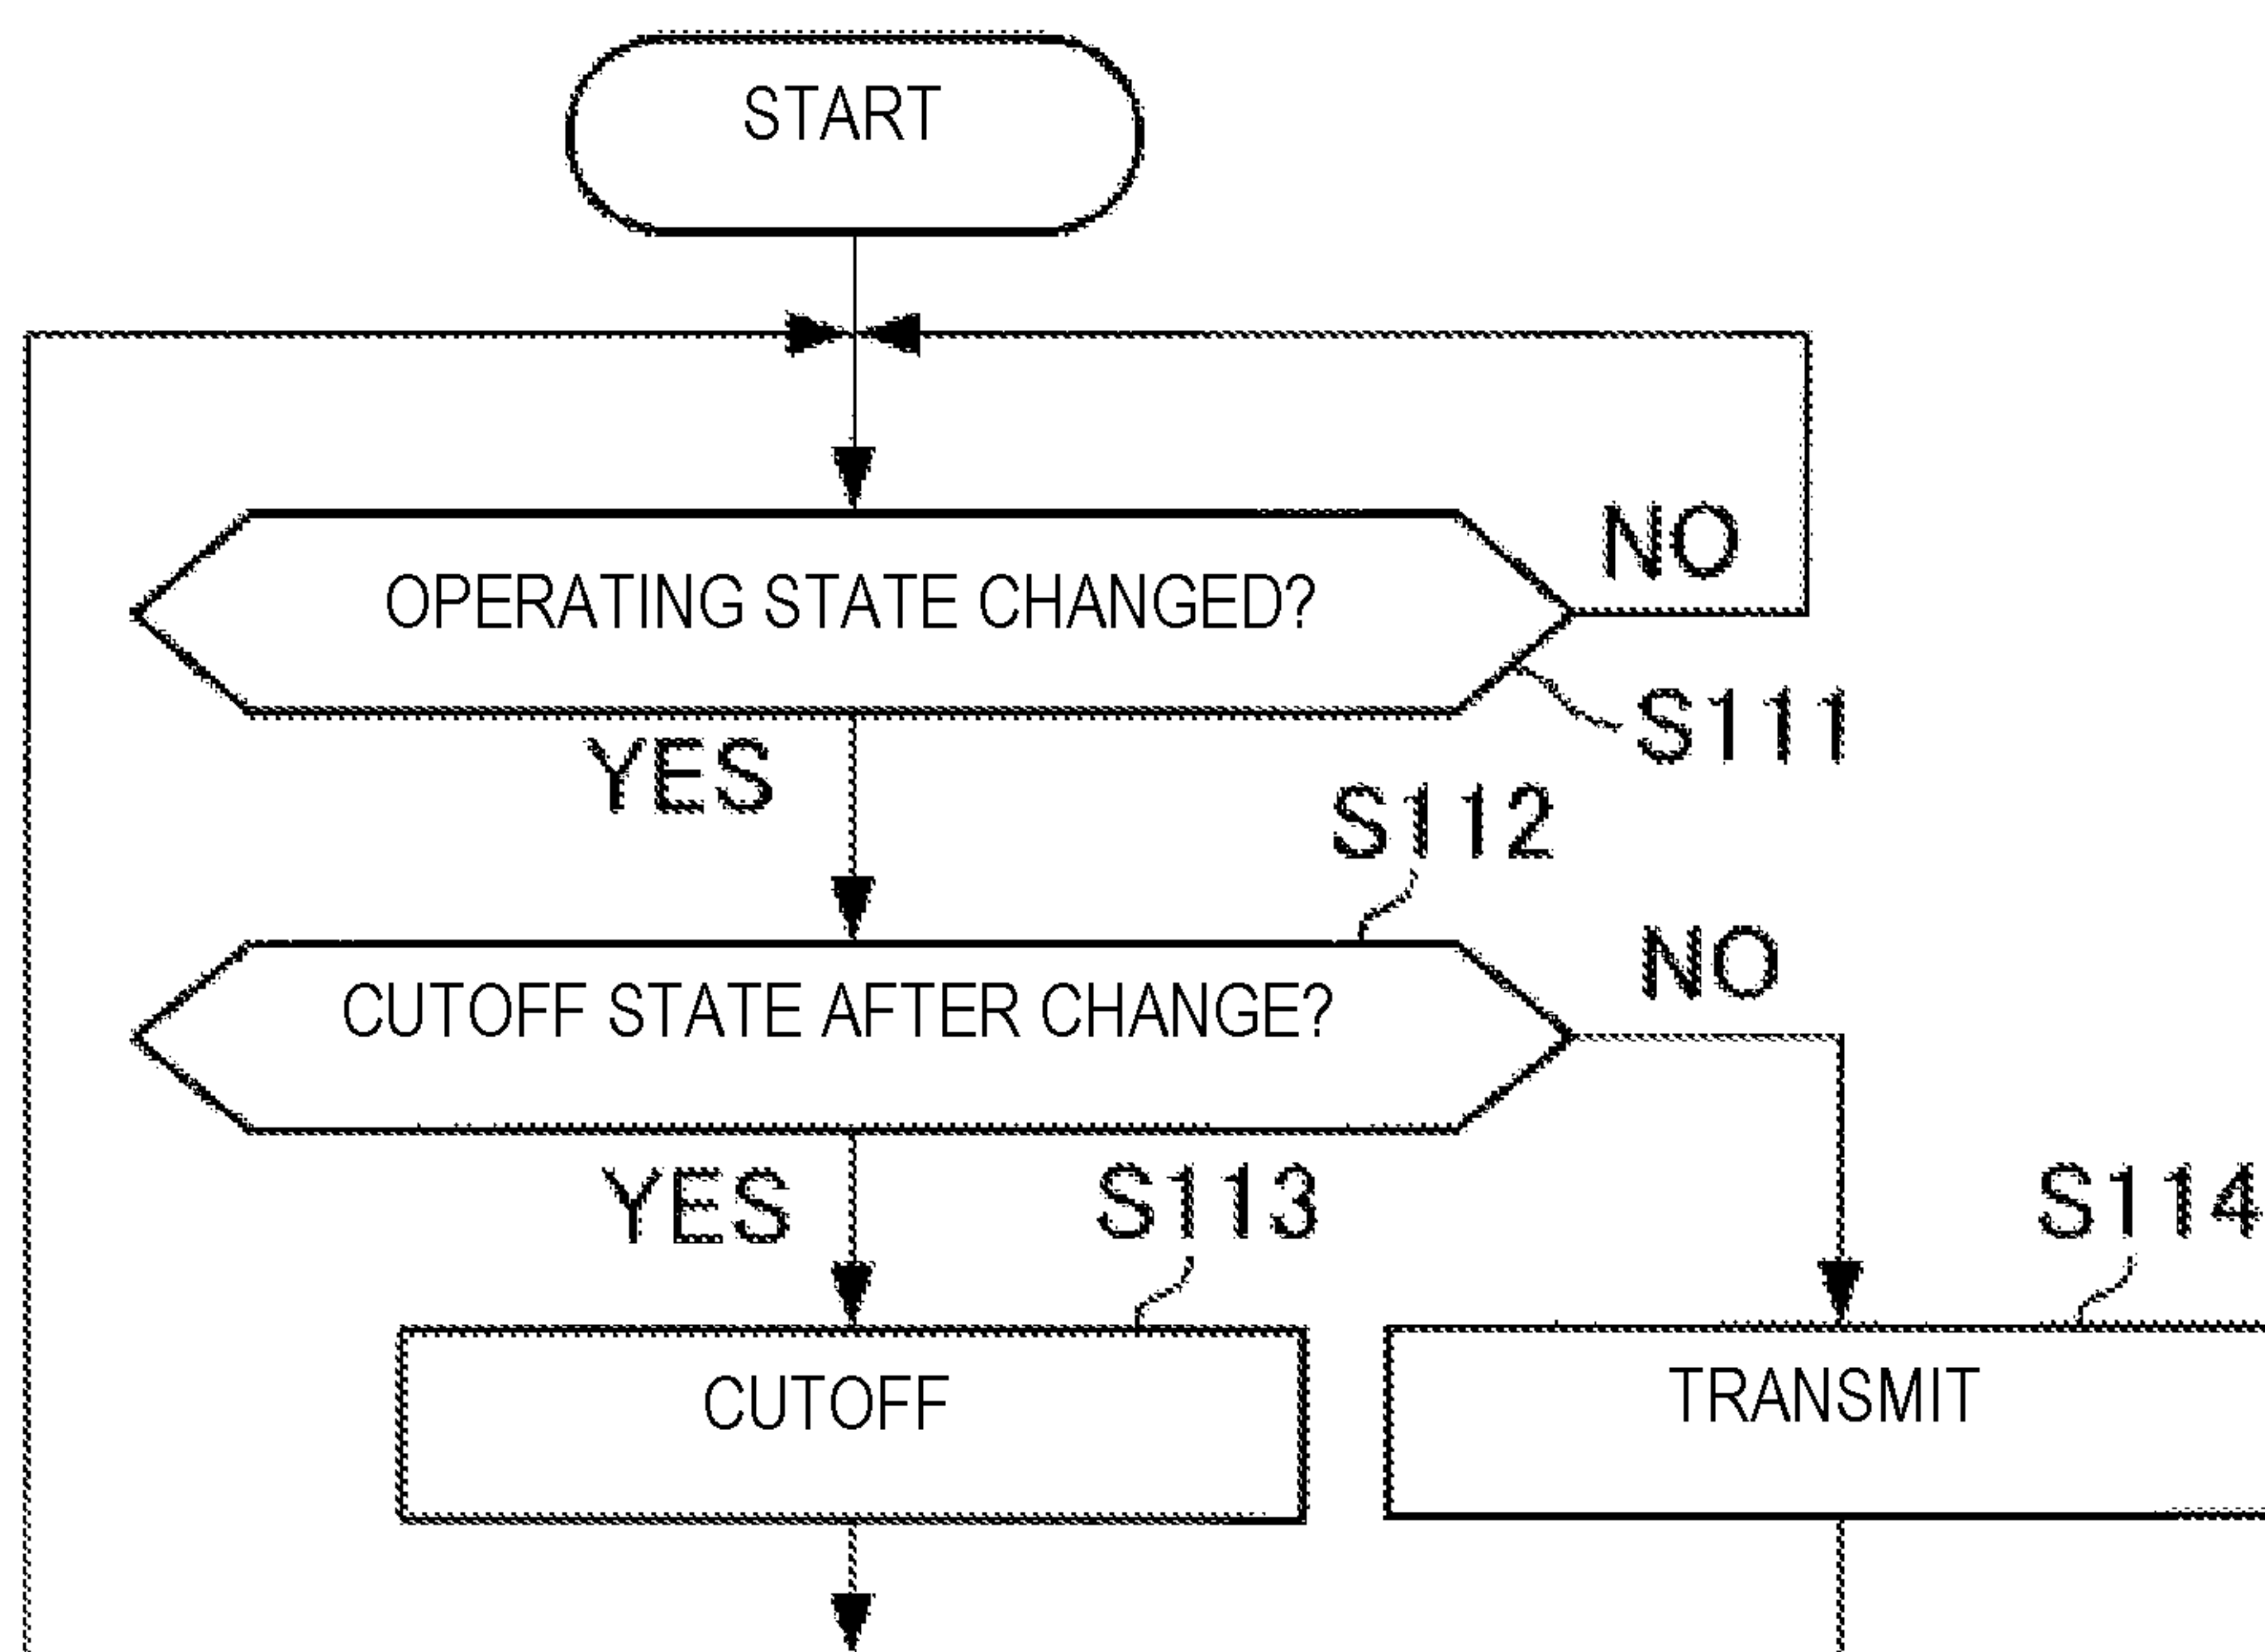 START
OPERATING STATE CHANGED?
NO
S111
YES
S112
CUTOFF STATE AFTER CHANGE?
NO
YES
S113
S114
CUTOFF
TRANSMIT